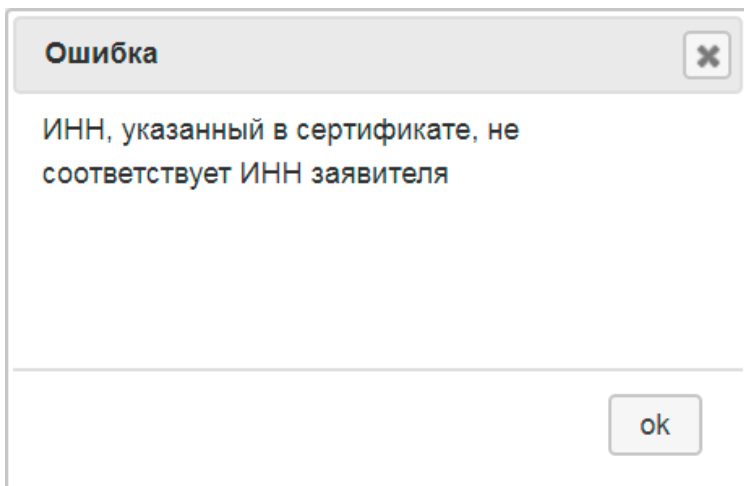 Ошибка
ИНН, указанный в сертификате, не
соответствует ИНН заявителя
ok